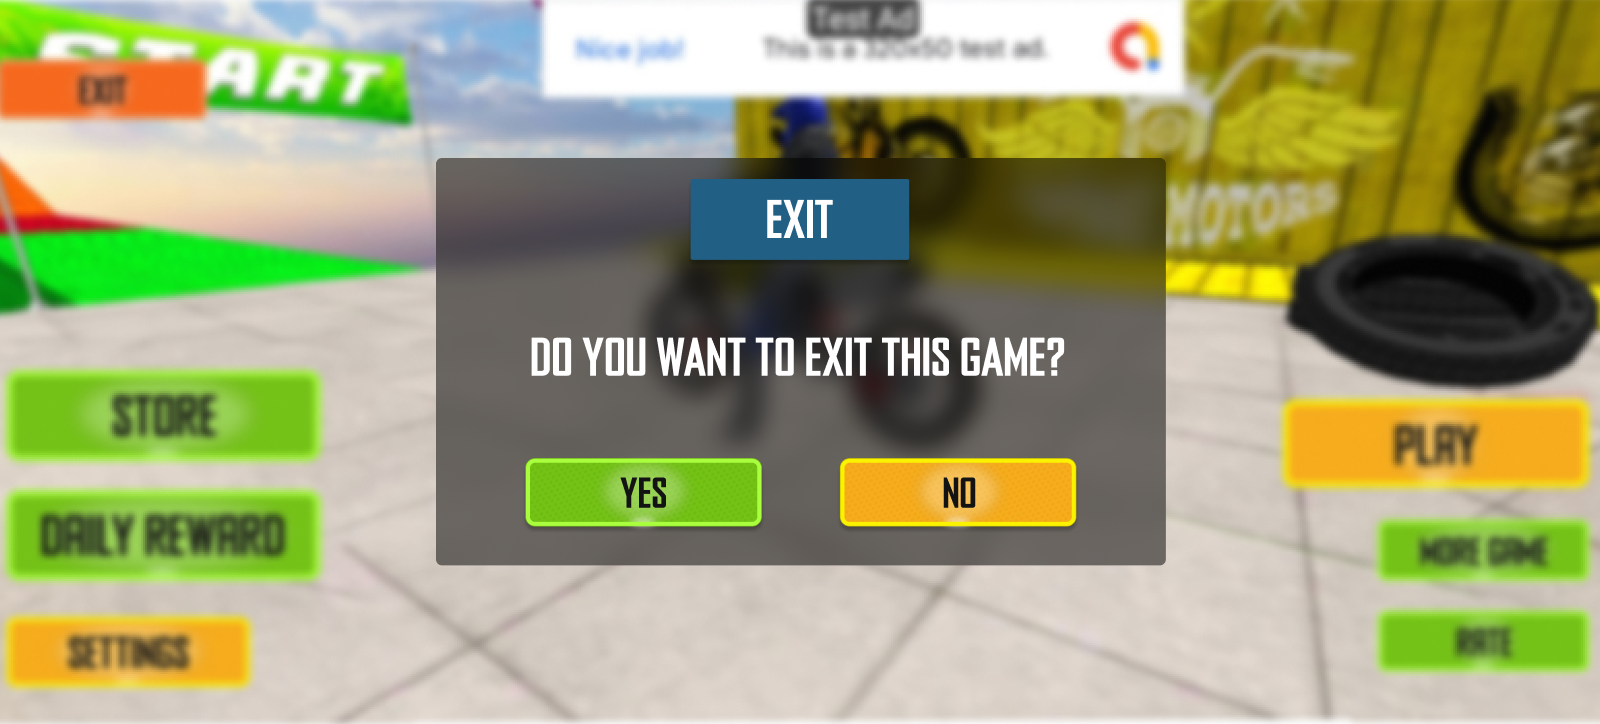 START
Test Ad
Nice job! This is a 320x50 test ad.
EXIT
MOTORS
EXIT
DO YOU WANT TO EXIT THIS GAME?
YES NO
STORE
PLAY
DAILY REWARD
MORE GAME
SETTINGS
RATE